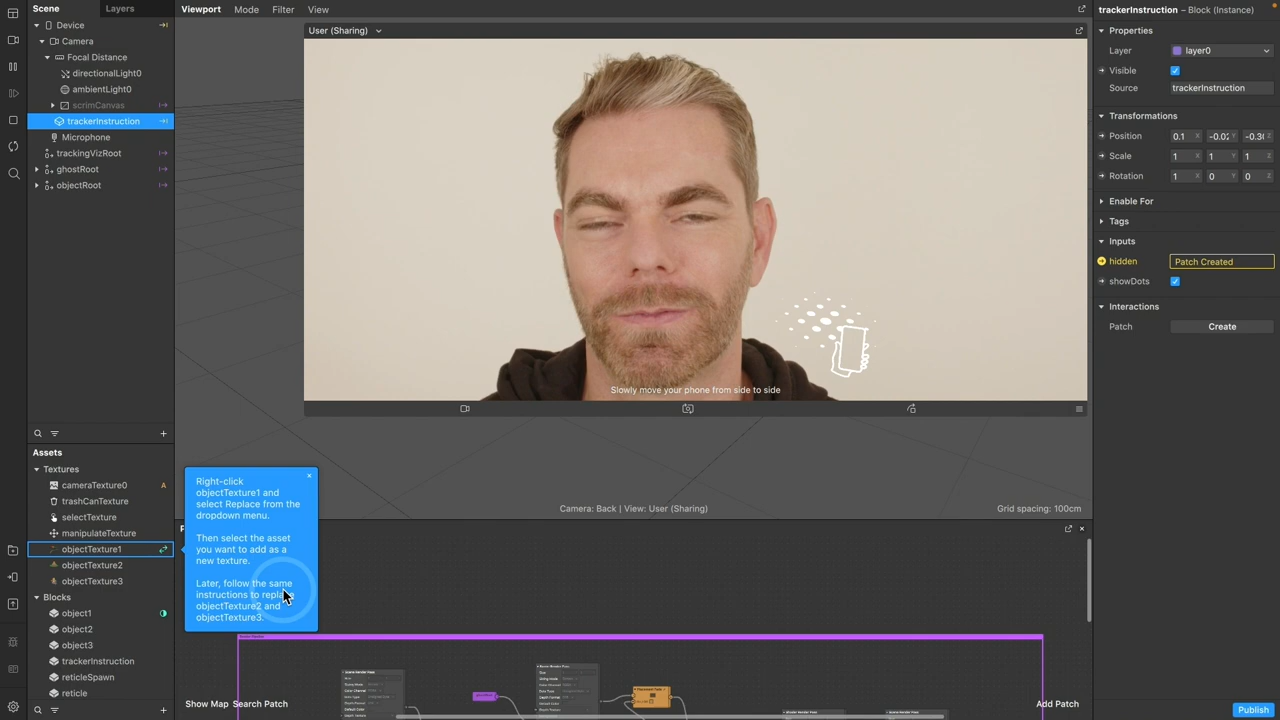 Scene
Layers
Device
Camera
Focal Distance
directionalLight0
ambientLight0
scrimCanvas
trackerInstruction
Microphone
trackingVizRoot
ghostRoot
objectRoot
Assets
Textures
cameraTexture0 A
trashCanTexture
selectTexture
manipulateTexture
objectTexture1
objectTexture2
objectTexture3
Blocks
object1
object2
object3
trackerInstruction
reticleSpawn
reticle
Viewport Mode Filter View
User (Sharing)
Slowly move your phone from side to side
Camera: Back | View: User (Sharing)
Grid spacing: 100cm
Right-click
objectTexture1 and
select Replace from the
dropdown menu.
Then select the asset
you want to add as a
new texture.
Later, follow the same
instructions to replace
objectTexture2 and
objectTexture3.
Show Map Search Patch
Add Patch
trackerInstruction – Block (Instance)
Properties
Layer layer0
Visible
Source trackerInstruction
Transformations
Position 0.1 X -0.02 Y -0.30 Z
Scale 1 X 1 Y 1 Z
Rotation 1 X 0 Y 0 Z
Enable For
Tags
Inputs
hidden Patch Created
showDots
Interactions
Patch Create
Publish